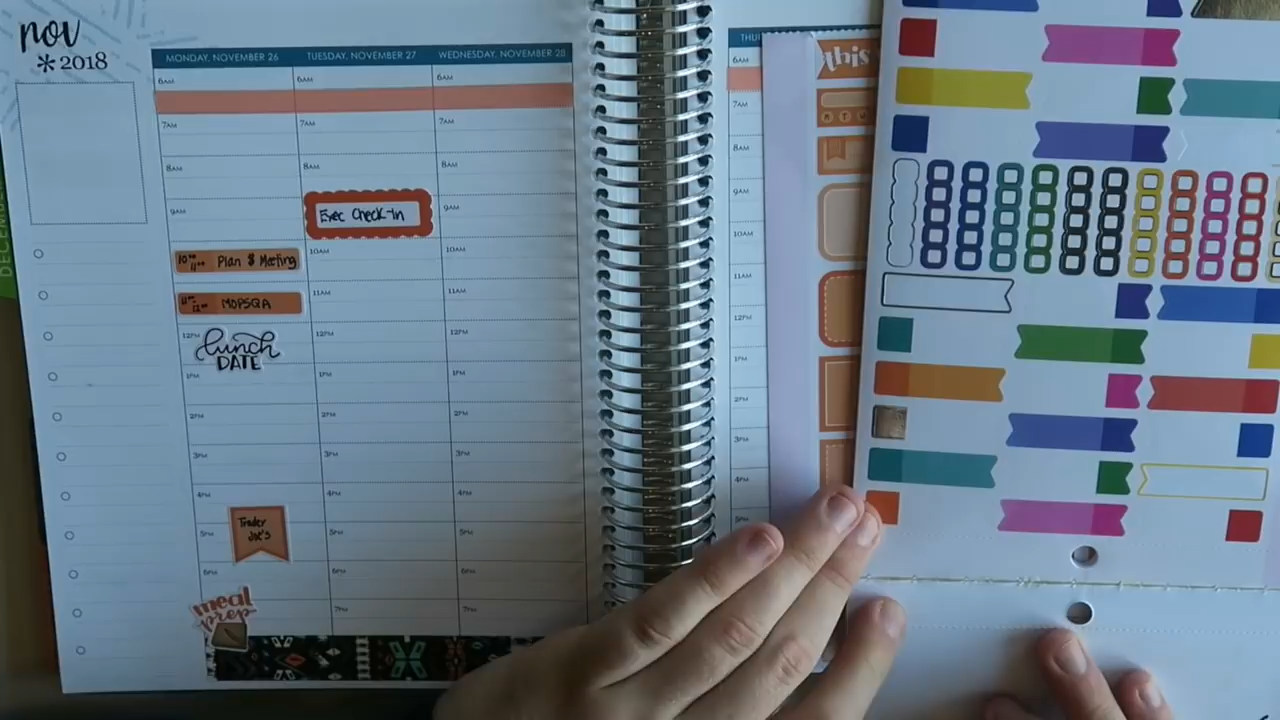 nov
*2018
DECEMBE
MONDAY, NOVEMBER 26
TUESDAY, NOVEMBER 27
WEDNESDAY, NOVEMBER 28
THU
6AM
6AM
6AM
6AM
7AM
7AM
7AM
7AM
8AM
8AM
8AM
8AM
9AM
Exec Check-In
9AM
9AM
10AM
10AM
10AM
Plan & Meeting
11AM
11AM
11AM
MOPSQA
12PM
12PM
12PM
12PM
lunch
DATE
1PM
1PM
1PM
1PM
2PM
2PM
2PM
2PM
3PM
3PM
3PM
3PM
4PM
4PM
4PM
4PM
Trader
Joe's
5PM
5PM
5PM
5PM
6PM
6PM
6PM
7PM
7PM
meal
prep
this